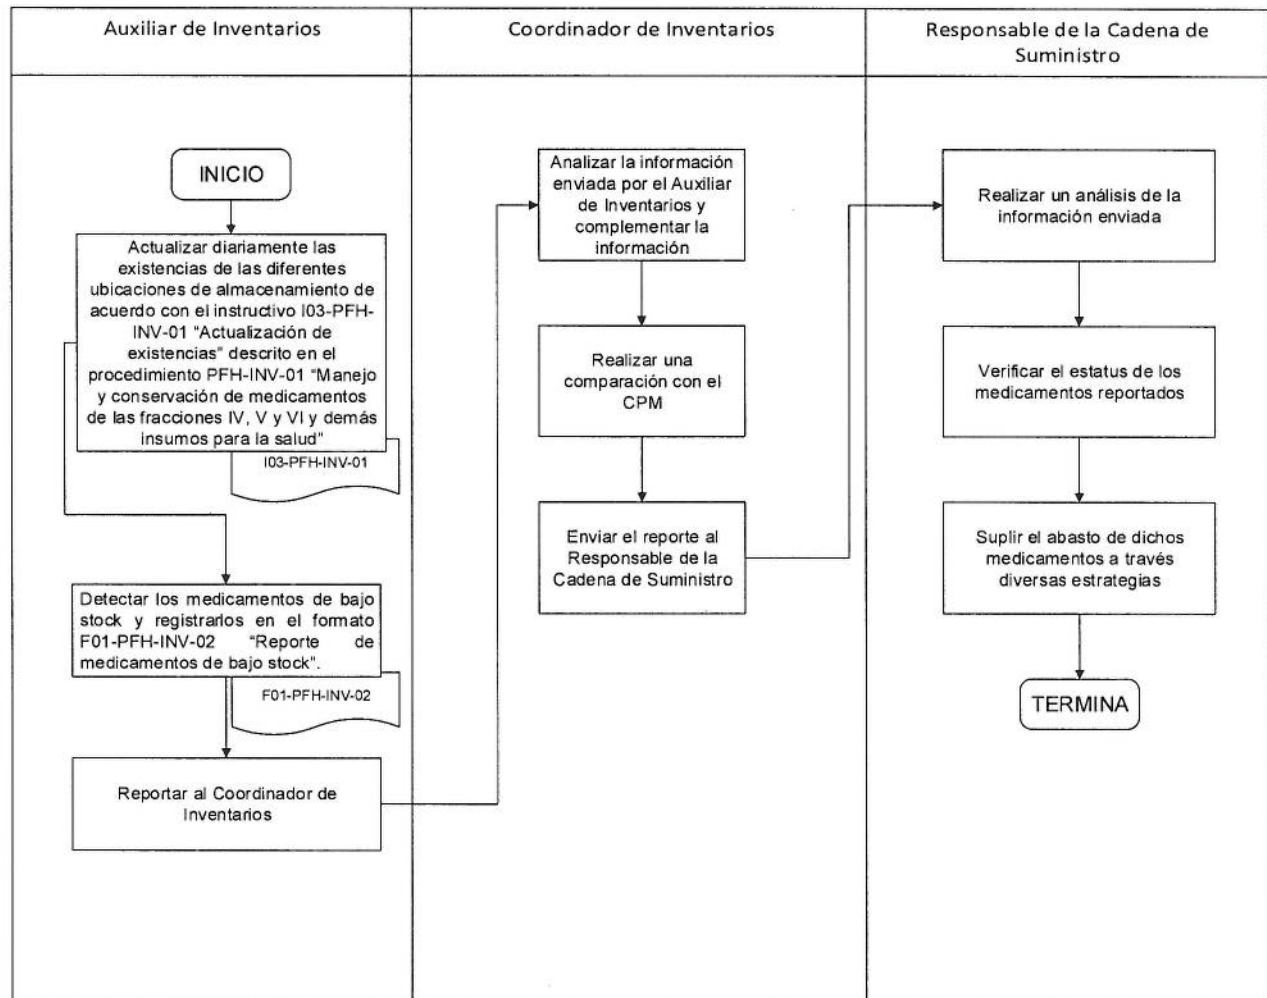 Auxiliar de Inventarios
Coordinador de Inventarios
Responsable de la Cadena de
Suministro
INICIO
Actualizar diariamente las
existencias de las diferentes
ubicaciones de almacenamiento de
acuerdo con el instructivo I03-PFH-
INV-01 “Actualización de
existencias” descrito en el
procedimiento PFH-INV-01 “Manejo
y conservación de medicamentos
de las fracciones IV, V y VI y demás
insumos para la salud”
I03-PFH-INV-01
Detectar los medicamentos de bajo
stock y registrarlos en el formato
F01-PFH-INV-02 “Reporte de
medicamentos de bajo stock”.
F01-PFH-INV-02
Reportar al Coordinador de
Inventarios
Analizar la información
enviada por el Auxiliar
de Inventarios y
complementar la
información
Realizar una
comparación con el
CPM
Enviar el reporte al
Responsable de la
Cadena de Suministro
Realizar un análisis de la
información enviada
Verificar el estatus de los
medicamentos reportados
Suplir el abasto de dichos
medicamentos a través
diversas estrategias
TERMINA